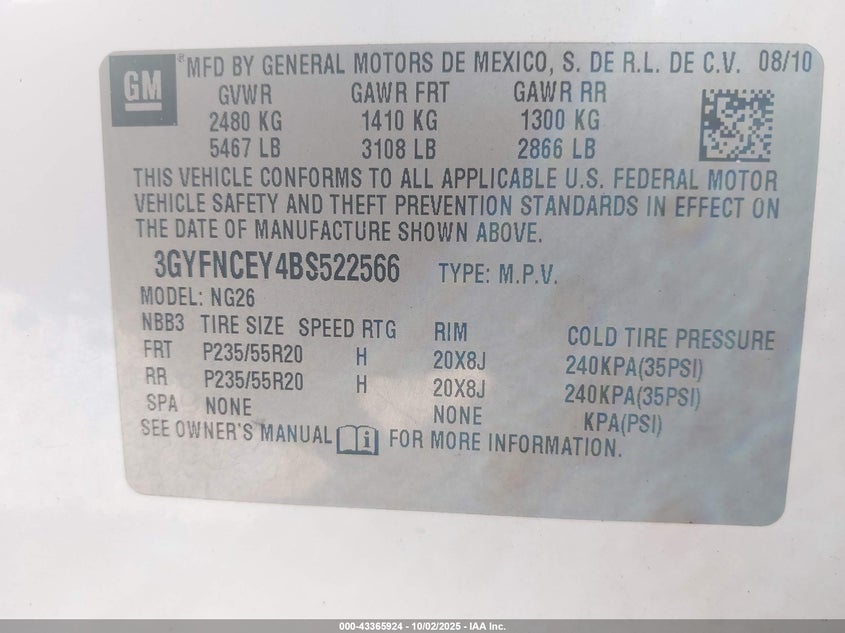 GM ®MFD BY GENERAL MOTORS DE MEXICO, S. DE R.L. DE C.V. 08/10
GVWR GAWR FRT GAWR RR
2480 KG 1410 KG 1300 KG
5467 LB 3108 LB 2866 LB
THIS VEHICLE CONFORMS TO ALL APPLICABLE U.S. FEDERAL MOTOR
VEHICLE SAFETY AND THEFT PREVENTION STANDARDS IN EFFECT ON
THE DATE OF MANUFACTURE SHOWN ABOVE.
3GYFNCEY4BS522566 TYPE: M.P.V.
MODEL: NG26
NBB3 TIRE SIZE SPEED RTG RIM COLD TIRE PRESSURE
FRT P235/55R20 H 20X8J 240KPA(35PSI)
RR P235/55R20 H 20X8J 240KPA(35PSI)
SPA NONE NONE KPA(PSI)
SEE OWNER'S MANUAL i FOR MORE INFORMATION.
000-43365924 - 10/02/2025 - IAA Inc.